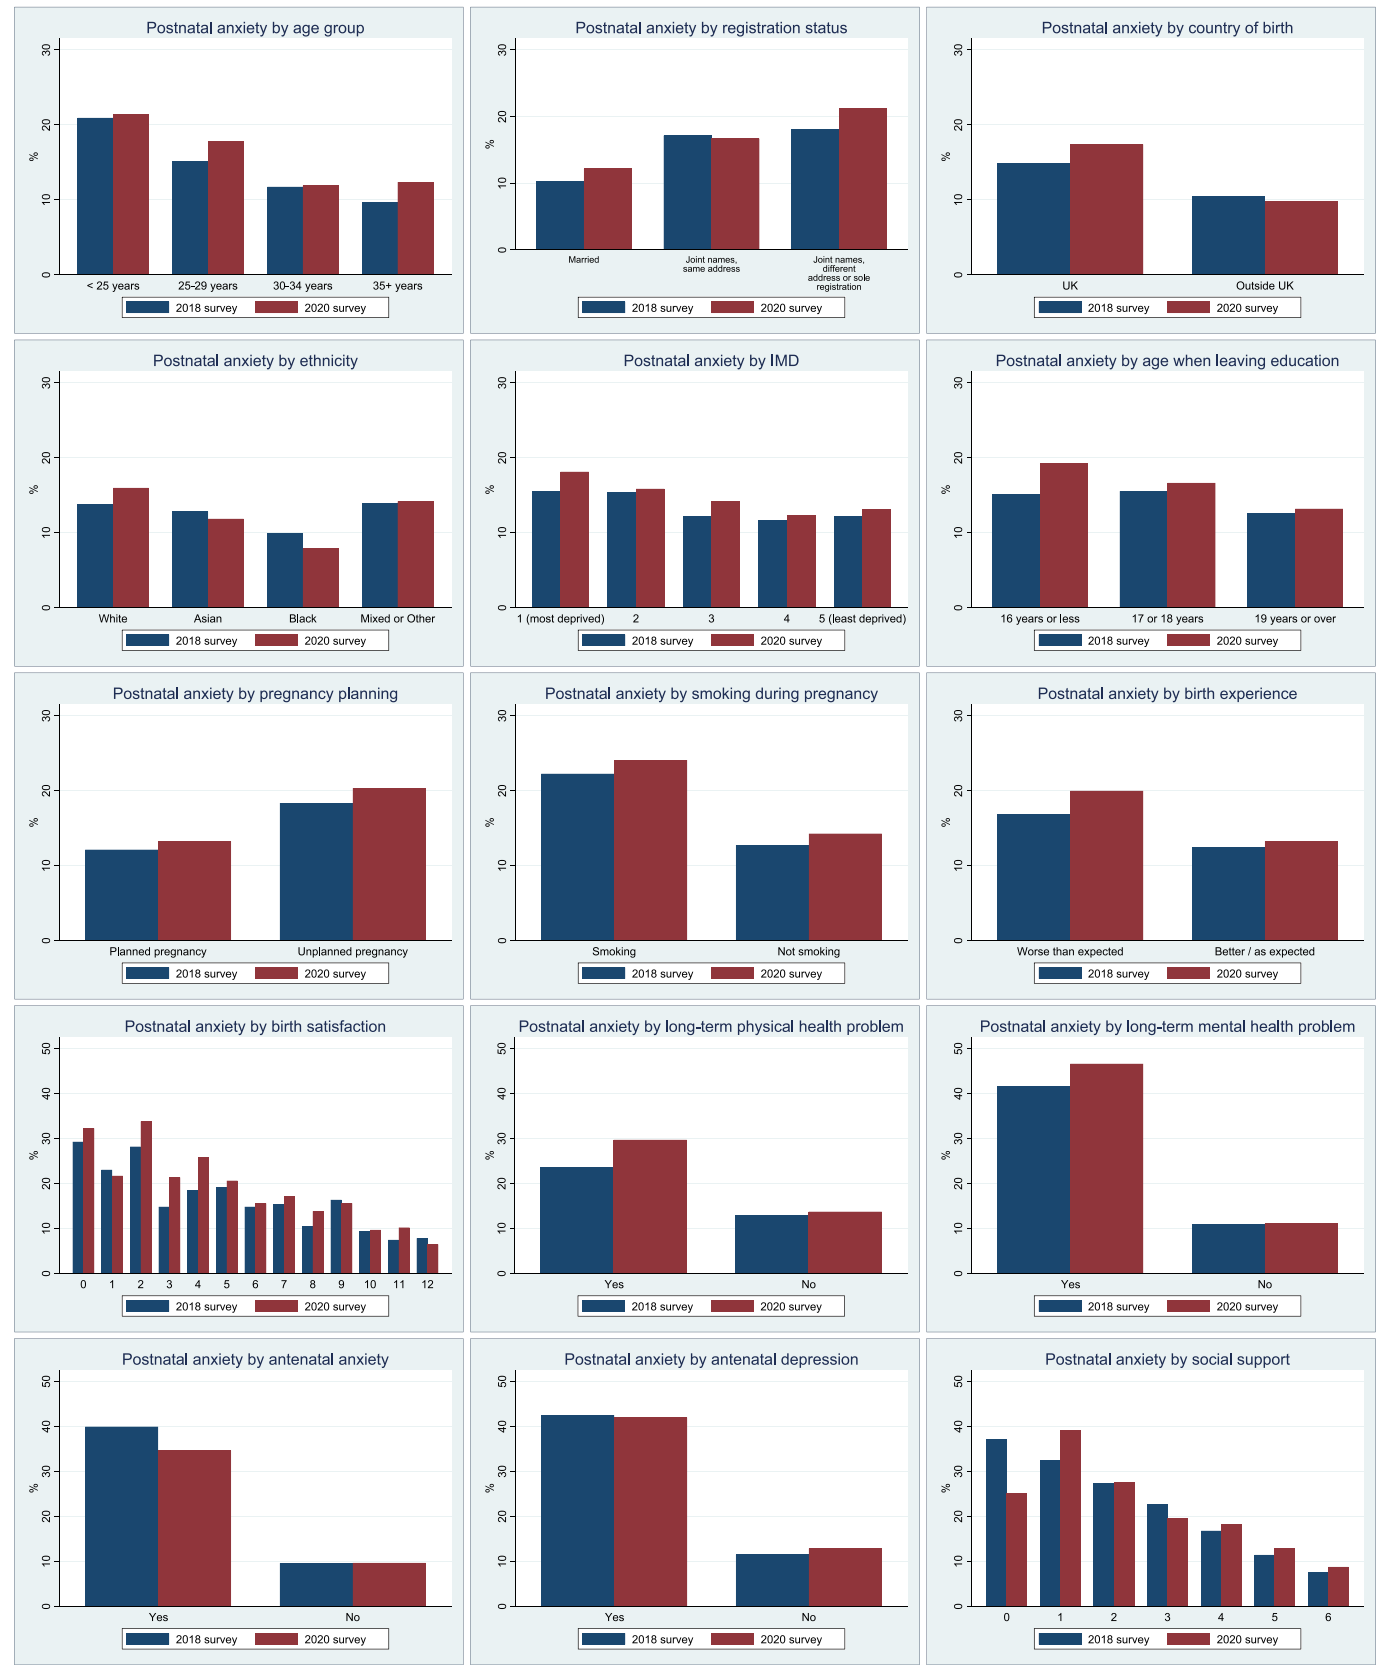 Postnatal anxiety by age group
%
30
20
10
0
< 25 years 25-29 years 30-34 years 35+ years
2018 survey 2020 survey
Postnatal anxiety by registration status
%
30
20
10
0
Married
Joint names,
same address
Joint names,
different
address or sole
registration
2018 survey 2020 survey
Postnatal anxiety by country of birth
%
30
20
10
0
UK Outside UK
2018 survey 2020 survey
Postnatal anxiety by ethnicity
%
30
20
10
0
White Asian Black Mixed or Other
2018 survey 2020 survey
Postnatal anxiety by IMD
%
30
20
10
0
1 (most deprived) 2 3 4 5 (least deprived)
2018 survey 2020 survey
Postnatal anxiety by age when leaving education
%
30
20
10
0
16 years or less 17 or 18 years 19 years or over
2018 survey 2020 survey
Postnatal anxiety by pregnancy planning
%
30
20
10
0
Planned pregnancy Unplanned pregnancy
2018 survey 2020 survey
Postnatal anxiety by smoking during pregnancy
%
30
20
10
0
Smoking Not smoking
2018 survey 2020 survey
Postnatal anxiety by birth experience
%
30
20
10
0
Worse than expected Better / as expected
2018 survey 2020 survey
Postnatal anxiety by birth satisfaction
%
50
40
30
20
10
0
0 1 2 3 4 5 6 7 8 9 10 11 12
2018 survey 2020 survey
Postnatal anxiety by long-term physical health problem
%
50
40
30
20
10
0
Yes No
2018 survey 2020 survey
Postnatal anxiety by long-term mental health problem
%
50
40
30
20
10
0
Yes No
2018 survey 2020 survey
Postnatal anxiety by antenatal anxiety
%
50
40
30
20
10
0
Yes No
2018 survey 2020 survey
Postnatal anxiety by antenatal depression
%
50
40
30
20
10
0
Yes No
2018 survey 2020 survey
Postnatal anxiety by social support
%
50
40
30
20
10
0
0 1 2 3 4 5 6
2018 survey 2020 survey